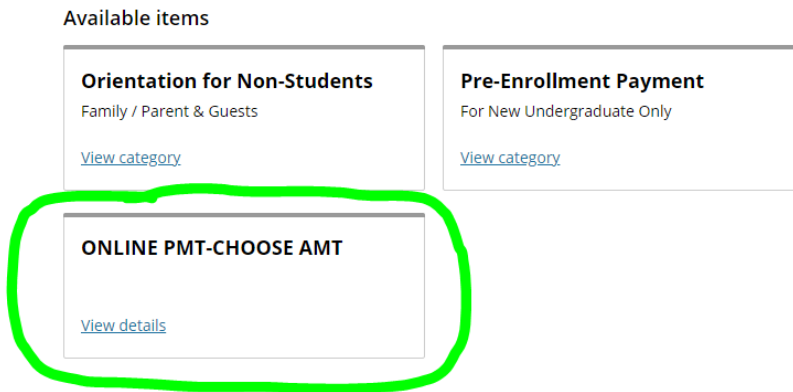 Available items
Orientation for Non-Students
Family / Parent & Guests
View category
Pre-Enrollment Payment
For New Undergraduate Only
View category
ONLINE PMT-CHOOSE AMT
View details